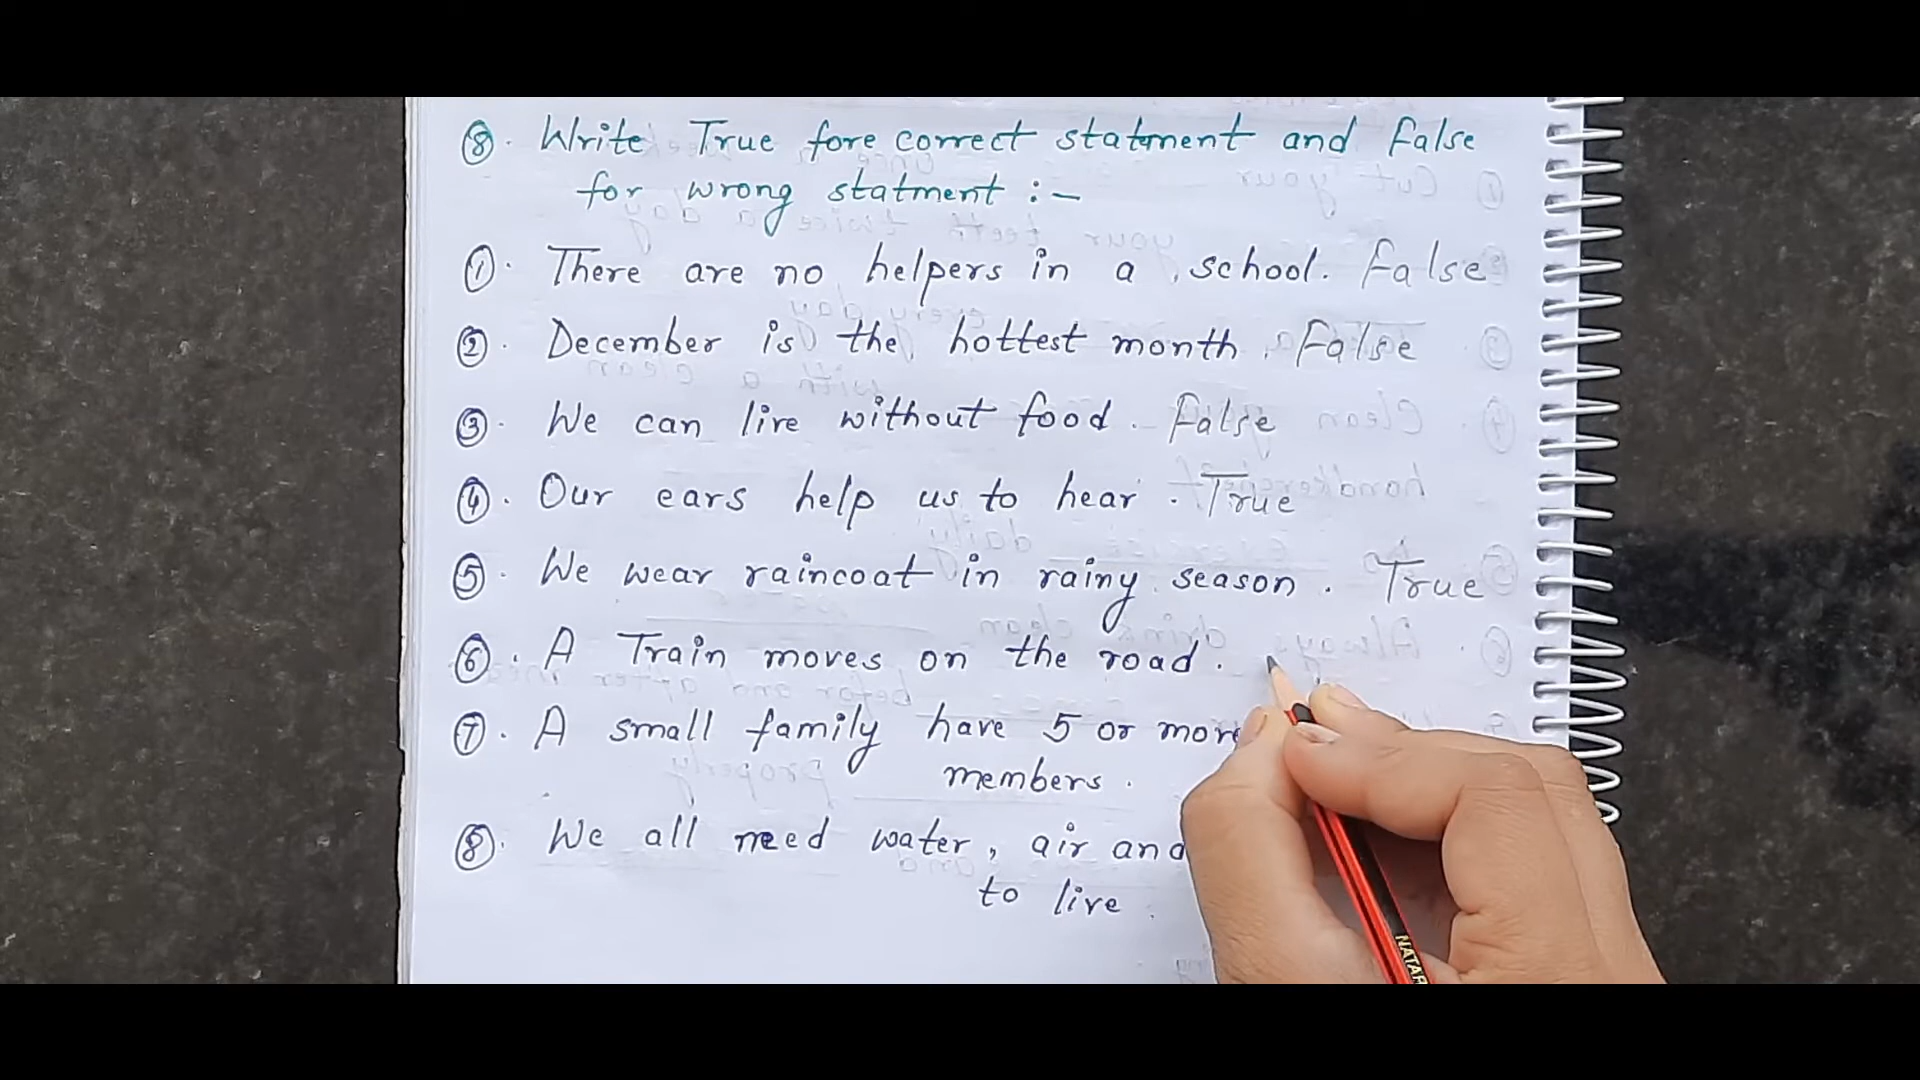 8. Write True fore correct statment and false
for wrong statment :-
1. There are no helpers in a school. False
2. December is the hottest month. False
3. We can live without food. False
4. Our ears help us to hear. True
5. We wear raincoat in rainy season. True
6. A Train moves on the road.
7. A small family have 5 or more
members.
8. We all need water, air and
to live.
NATAR